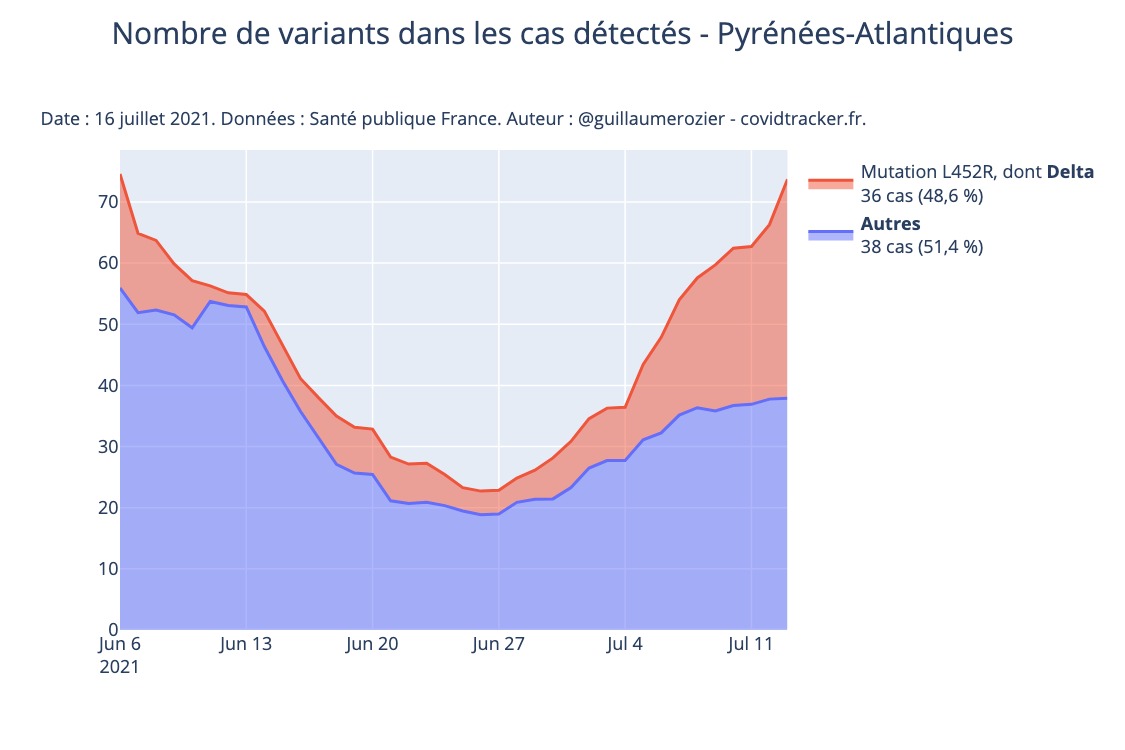 Nombre de variants dans les cas détectés - Pyrénées-Atlantiques
Date : 16 juillet 2021. Données : Santé publique France. Auteur : @guillaumerozier - covidtracker.fr.
Mutation L452R, dont Delta
36 cas (48,6 %)
Autres
38 cas (51,4 %)
70
60
50
40
30
20
10
0
Jun 6 Jun 13 Jun 20 Jun 27 Jul 4 Jul 11
2021